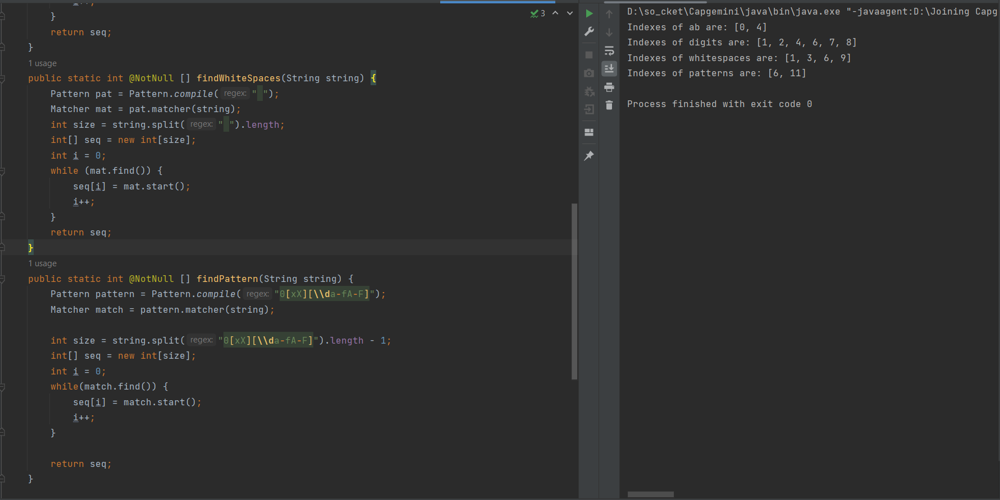 }
return seq;
}
1 usage
public static int @NotNull [] findWhiteSpaces(String string) {
Pattern pat = Pattern.compile( regex: " ");
Matcher mat = pat.matcher(string);
int size = string.split( regex: " ").length;
int[] seq = new int[size];
int i = 0;
while (mat.find()) {
seq[i] = mat.start();
i++;
}
return seq;
}
1 usage
public static int @NotNull [] findPattern(String string) {
Pattern pattern = Pattern.compile( regex: "0[xX][\\da-fA-F]");
Matcher match = pattern.matcher(string);
int size = string.split( regex: "0[xX][\\da-fA-F]").length - 1;
int[] seq = new int[size];
int i = 0;
while(match.find()) {
seq[i] = match.start();
i++;
}
return seq;
}
3
D:\so_cket\Capgemini\java\bin\java.exe "-javaagent:D:\Joining Capg
Indexes of ab are: [0, 4]
Indexes of digits are: [1, 2, 4, 6, 7, 8]
Indexes of whitespaces are: [1, 3, 6, 9]
Indexes of patterns are: [6, 11]
Process finished with exit code 0